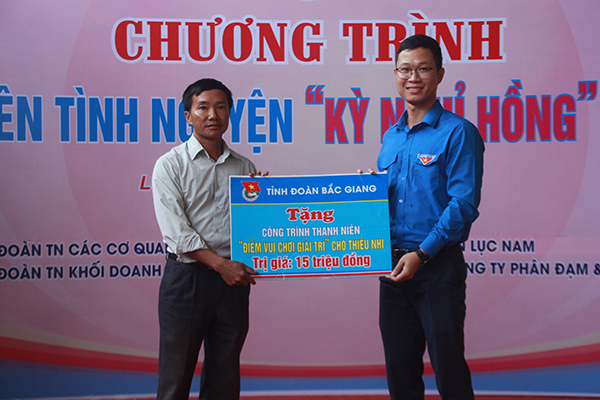 CHƯƠNG TRÌNH
ÊN TÌNH NGUYỆN "KỲ NGHỈ HỒNG"
TỈNH ĐOÀN BẮC GIANG
Tặng
CÔNG TRÌNH THANH NIÊN
"ĐIỂM VUI CHƠI GIẢI TRÍ" CHO THIẾU NHI
Trị giá: 15 triệu đồng
ĐOÀN TN CÁC CƠ QUA LỤC NAM
ĐOÀN TN KHỐI DOANH NG TY PHÂN ĐẠM &